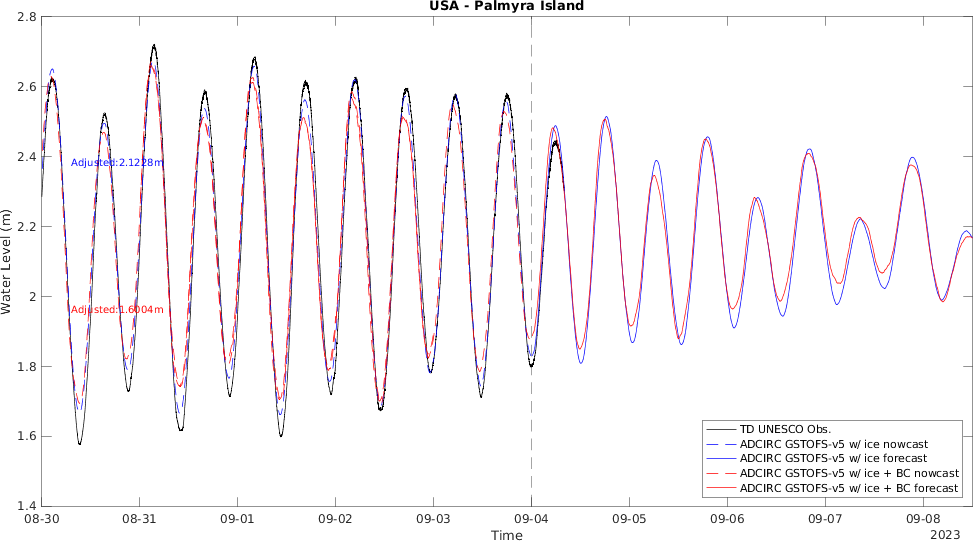 USA - Palmyra Island
2.8
2.6
2.4
2.2
2
1.8
1.6
1.4
Water Level (m)
Adjusted:2.1228m
Adjusted:1.6004m
TD UNESCO Obs.
ADCIRC GSTOFS-v5 w/ ice nowcast
ADCIRC GSTOFS-v5 w/ ice forecast
ADCIRC GSTOFS-v5 w/ ice + BC nowcast
ADCIRC GSTOFS-v5 w/ ice + BC forecast
08-30 08-31 09-01 09-02 09-03 09-04 09-05 09-06 09-07 09-08
Time
2023